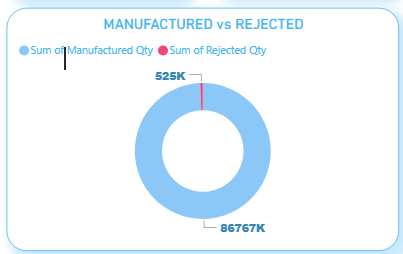 MANUFACTURED vs REJECTED
Sum of Manufactured Qty Sum of Rejected Qty
525K
86767K